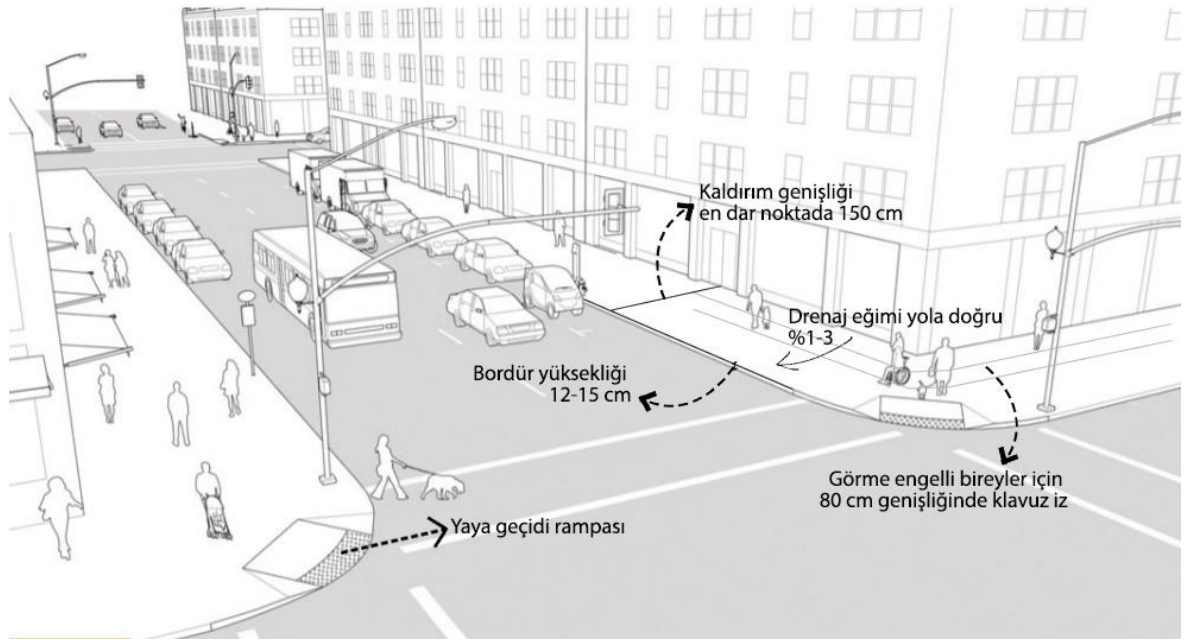 Kaldırım genişliği
en dar noktada 150 cm
Drenaj eğimi yola doğru
%1-3
Bordür yüksekliği
12-15 cm
Görme engelli bireyler için
80 cm genişliğinde klavuz iz
Yaya geçidi rampası